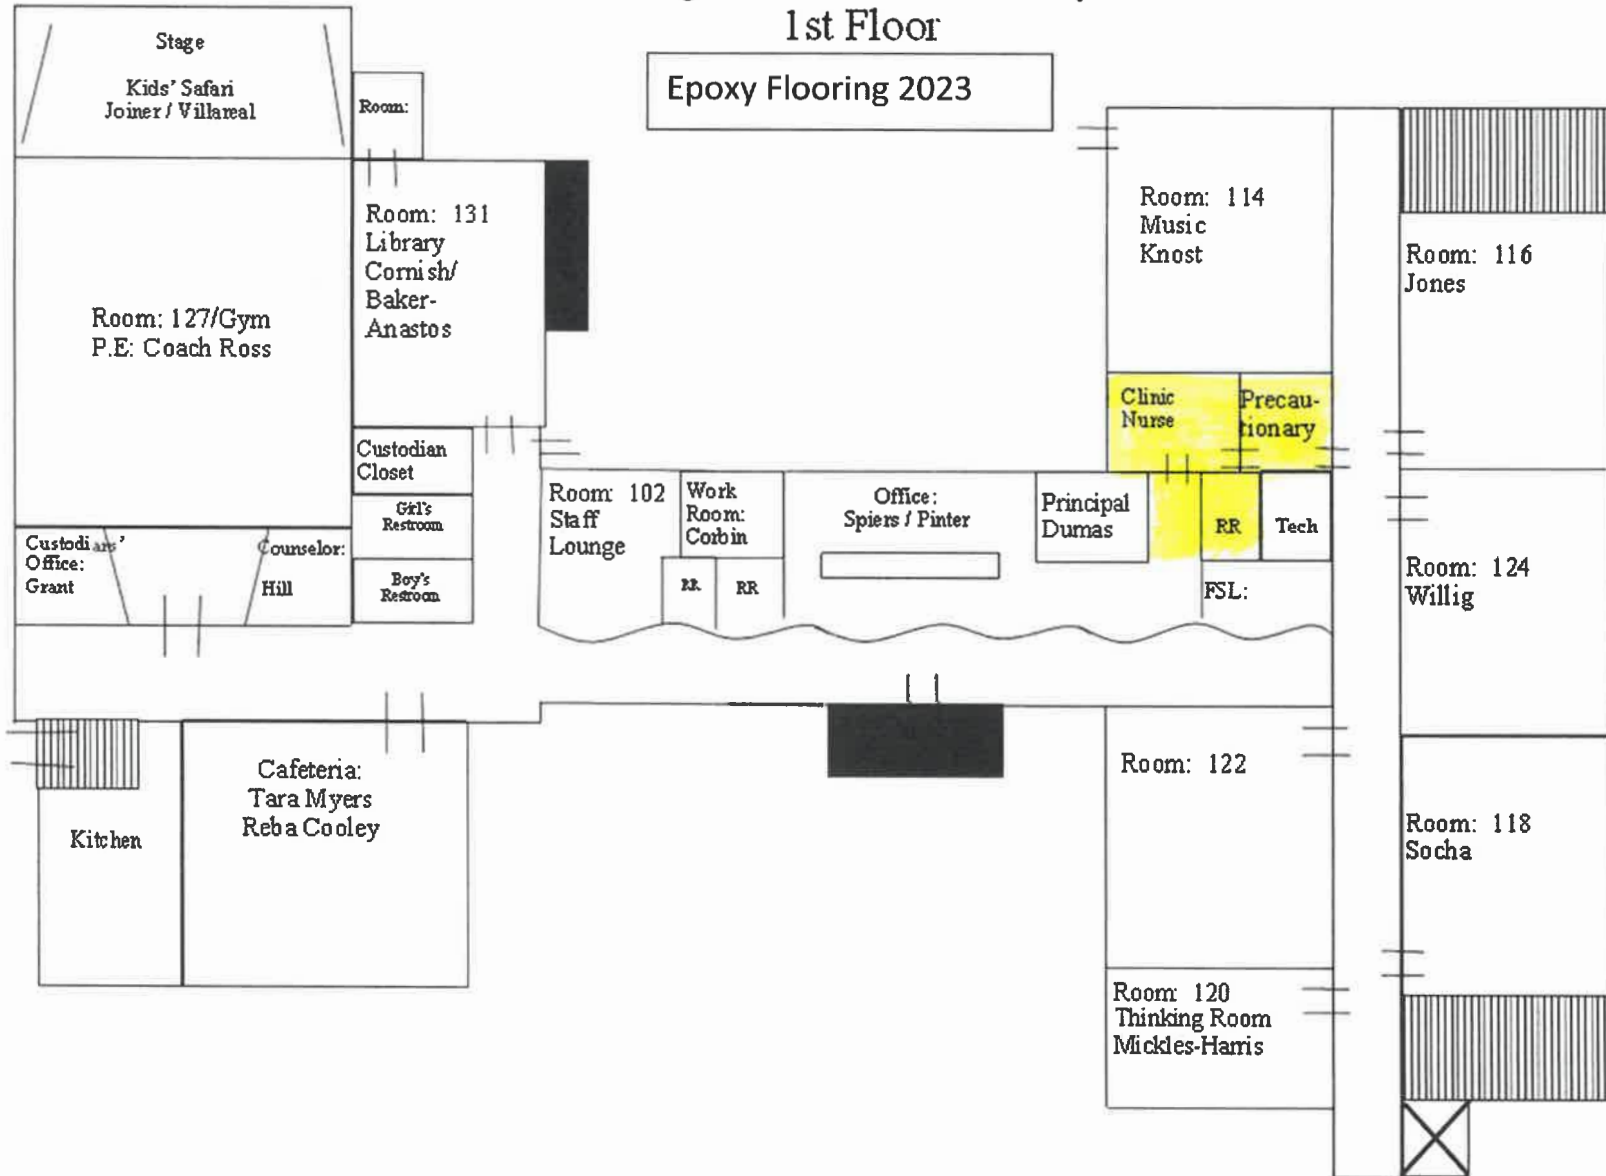 1st Floor
Epoxy Flooring 2023
Stage
Kids' Safari
Joiner / Villareal
Room:
Room: 131
Library
Cornish/
Baker-
Anastos
Room: 127/Gym
P.E: Coach Ross
Custodian
Closet
Girl's
Restroom
Boy's
Restroom
Custodians'
Office:
Grant
Counselor:
Hill
Room: 102
Staff
Lounge
Work
Room:
Corbin
RR
RR
Office:
Spiers / Pinter
Principal
Dumas
Clinic
Nurse
Precau-
tionary
RR
Tech
FSL:
Room: 114
Music
Knost
Room: 116
Jones
Room: 124
Willig
Room: 118
Socha
Room: 122
Room: 120
Thinking Room
Mickles-Harris
Kitchen
Cafeteria:
Tara Myers
Reba Cooley